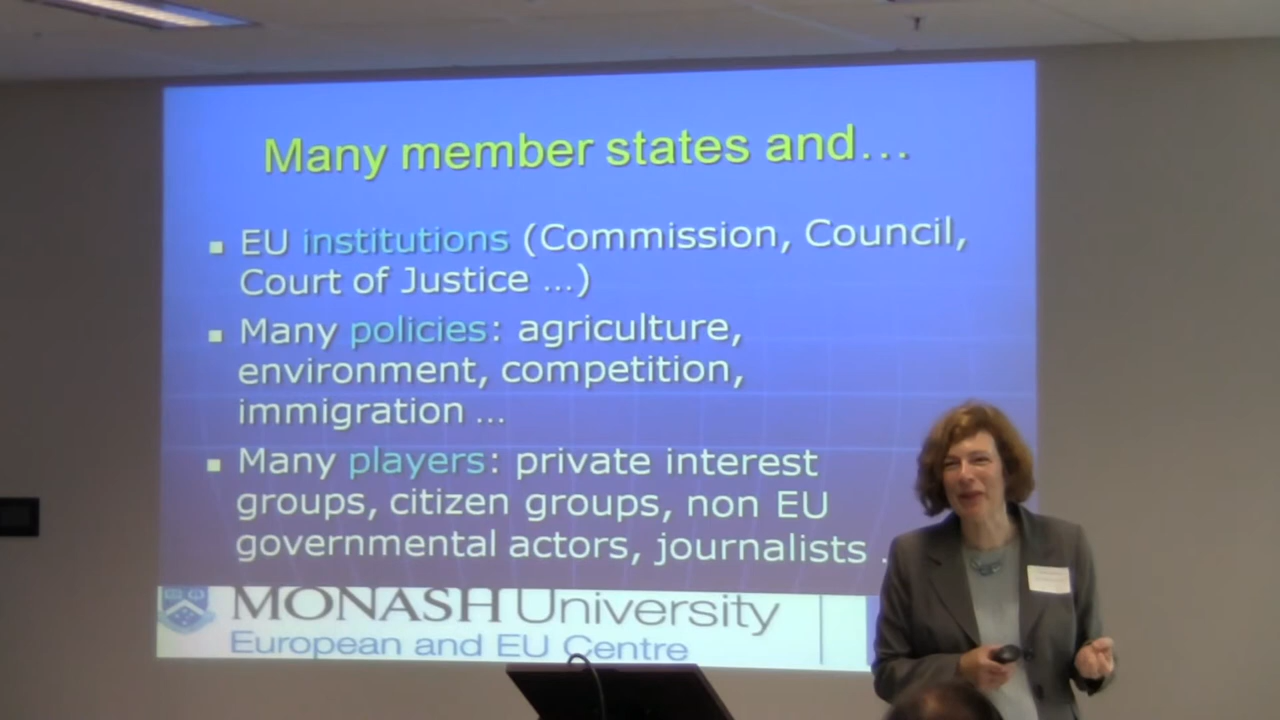 Many member states and...
▪ EU institutions (Commission, Council,
Court of Justice ...)
▪ Many policies: agriculture,
environment, competition,
immigration ...
▪ Many players: private interest
groups, citizen groups, non EU
governmental actors, journalists .
MONASH University
European and EU Centre